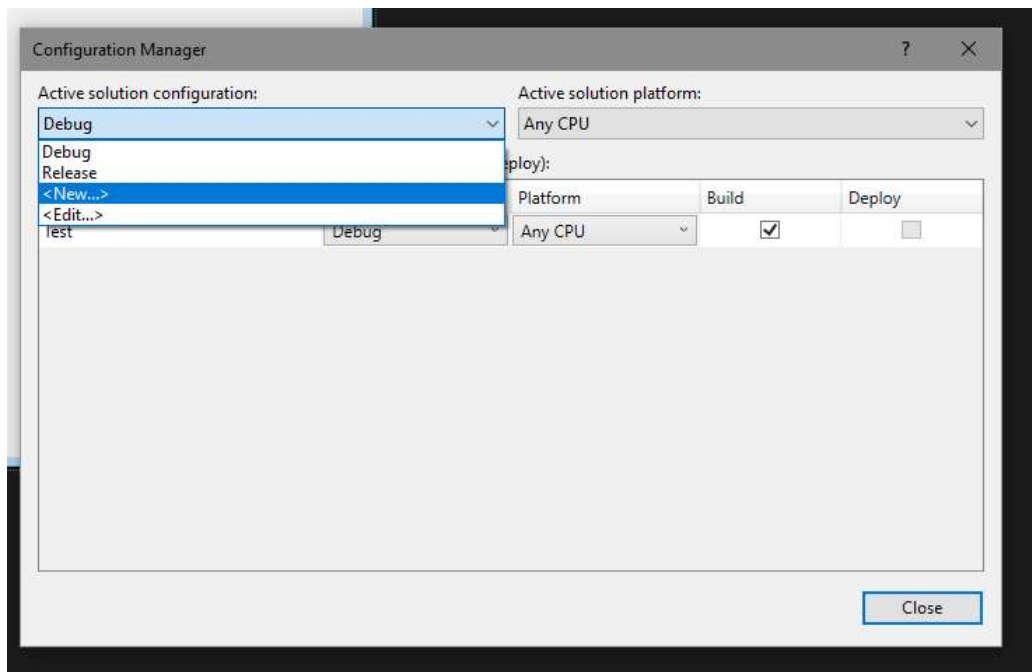 Configuration Manager ?
Active solution configuration: Active solution platform:
Debug Any CPU
Debug
Release
<New...>
<Edit...>
ploy):
Platform Build Deploy
Test Debug Any CPU
Close